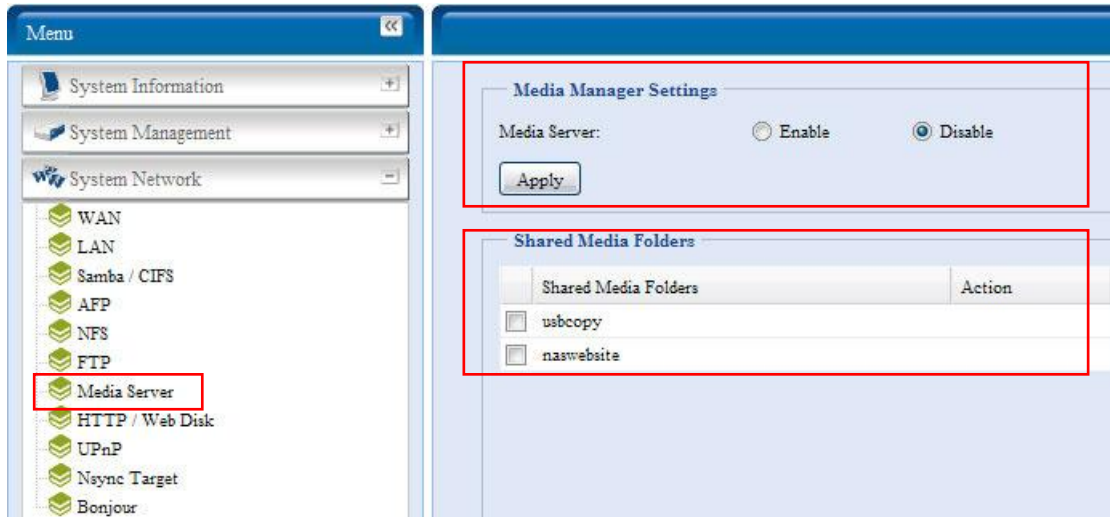 Menu
System Information
System Management
System Network
WAN
LAN
Samba / CIFS
AFP
NFS
FTP
Media Server
HTTP / Web Disk
UPnP
Nsync Target
Bonjour
Media Manager Settings
Media Server: Enable Disable
Apply
Shared Media Folders
Shared Media Folders Action
usbcopy
naswebsite